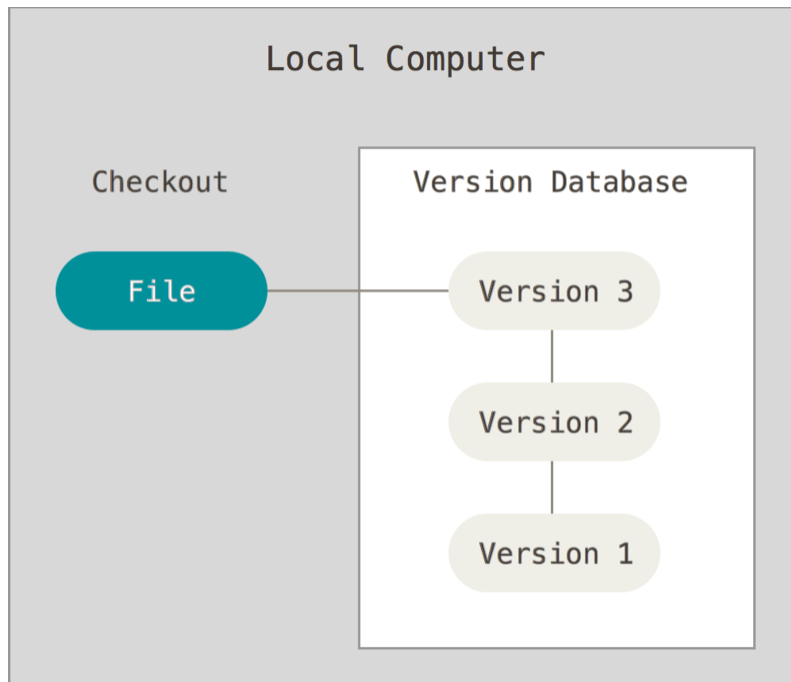 Local Computer
Checkout
Version Database
File
Version 3
Version 2
Version 1